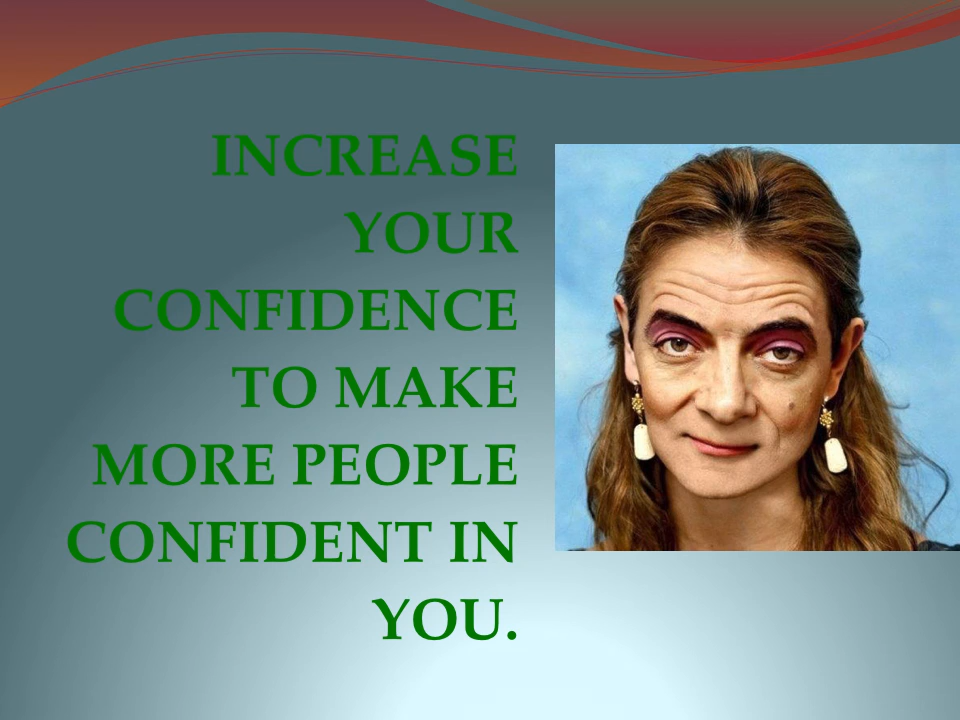 INCREASE
YOUR
CONFIDENCE
TO MAKE
MORE PEOPLE
CONFIDENT IN
YOU.